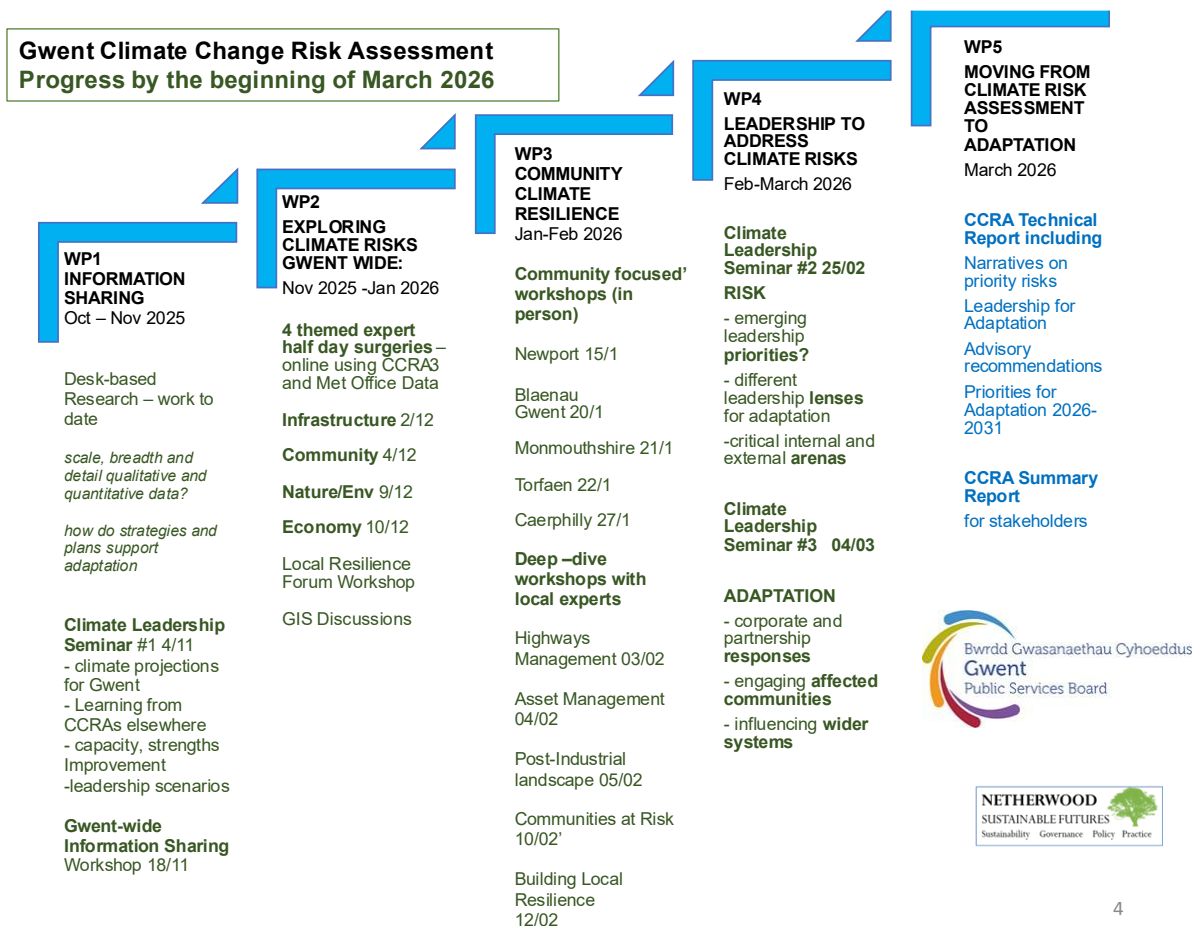 Gwent Climate Change Risk Assessment
Progress by the beginning of March 2026
WP1
INFORMATION
SHARING
Oct – Nov 2025
Desk-based
Research – work to
date
scale, breadth and
detail qualitative and
quantitative data?
how do strategies and
plans support
adaptation
Climate Leadership
Seminar #1 4/11
- climate projections
for Gwent
- Learning from
CCRAs elsewhere
- capacity, strengths
Improvement
-leadership scenarios
Gwent-wide
Information Sharing
Workshop 18/11
WP2
EXPLORING
CLIMATE RISKS
GWENT WIDE:
Nov 2025 -Jan 2026
4 themed expert
half day surgeries –
online using CCRA3
and Met Office Data
Infrastructure 2/12
Community 4/12
Nature/Env 9/12
Economy 10/12
Local Resilience
Forum Workshop
GIS Discussions
WP3
COMMUNITY
CLIMATE
RESILIENCE
Jan-Feb 2026
Community focused’
workshops (in
person)
Newport 15/1
Blaenau
Gwent 20/1
Monmouthshire 21/1
Torfaen 22/1
Caerphilly 27/1
Deep –dive
workshops with
local experts
Highways
Management 03/02
Asset Management
04/02
Post-Industrial
landscape 05/02
Communities at Risk
10/02’
Building Local
Resilience
12/02
WP4
LEADERSHIP TO
ADDRESS
CLIMATE RISKS
Feb-March 2026
Climate
Leadership
Seminar #2 25/02
RISK
- emerging
leadership
priorities?
- different
leadership lenses
for adaptation
-critical internal and
external arenas
Climate
Leadership
Seminar #3 04/03
ADAPTATION
- corporate and
partnership
responses
- engaging affected
communities
- influencing wider
systems
WP5
MOVING FROM
CLIMATE RISK
ASSESSMENT
TO
ADAPTATION
March 2026
CCRA Technical
Report including
Narratives on
priority risks
Leadership for
Adaptation
Advisory
recommendations
Priorities for
Adaptation 2026-
2031
CCRA Summary
Report
for stakeholders
Bwrdd Gwasanaethau Cyhoeddus
Gwent
Public Services Board
NETHERWOOD
SUSTAINABLE FUTURES
Sustainability Governance Policy Practice
4